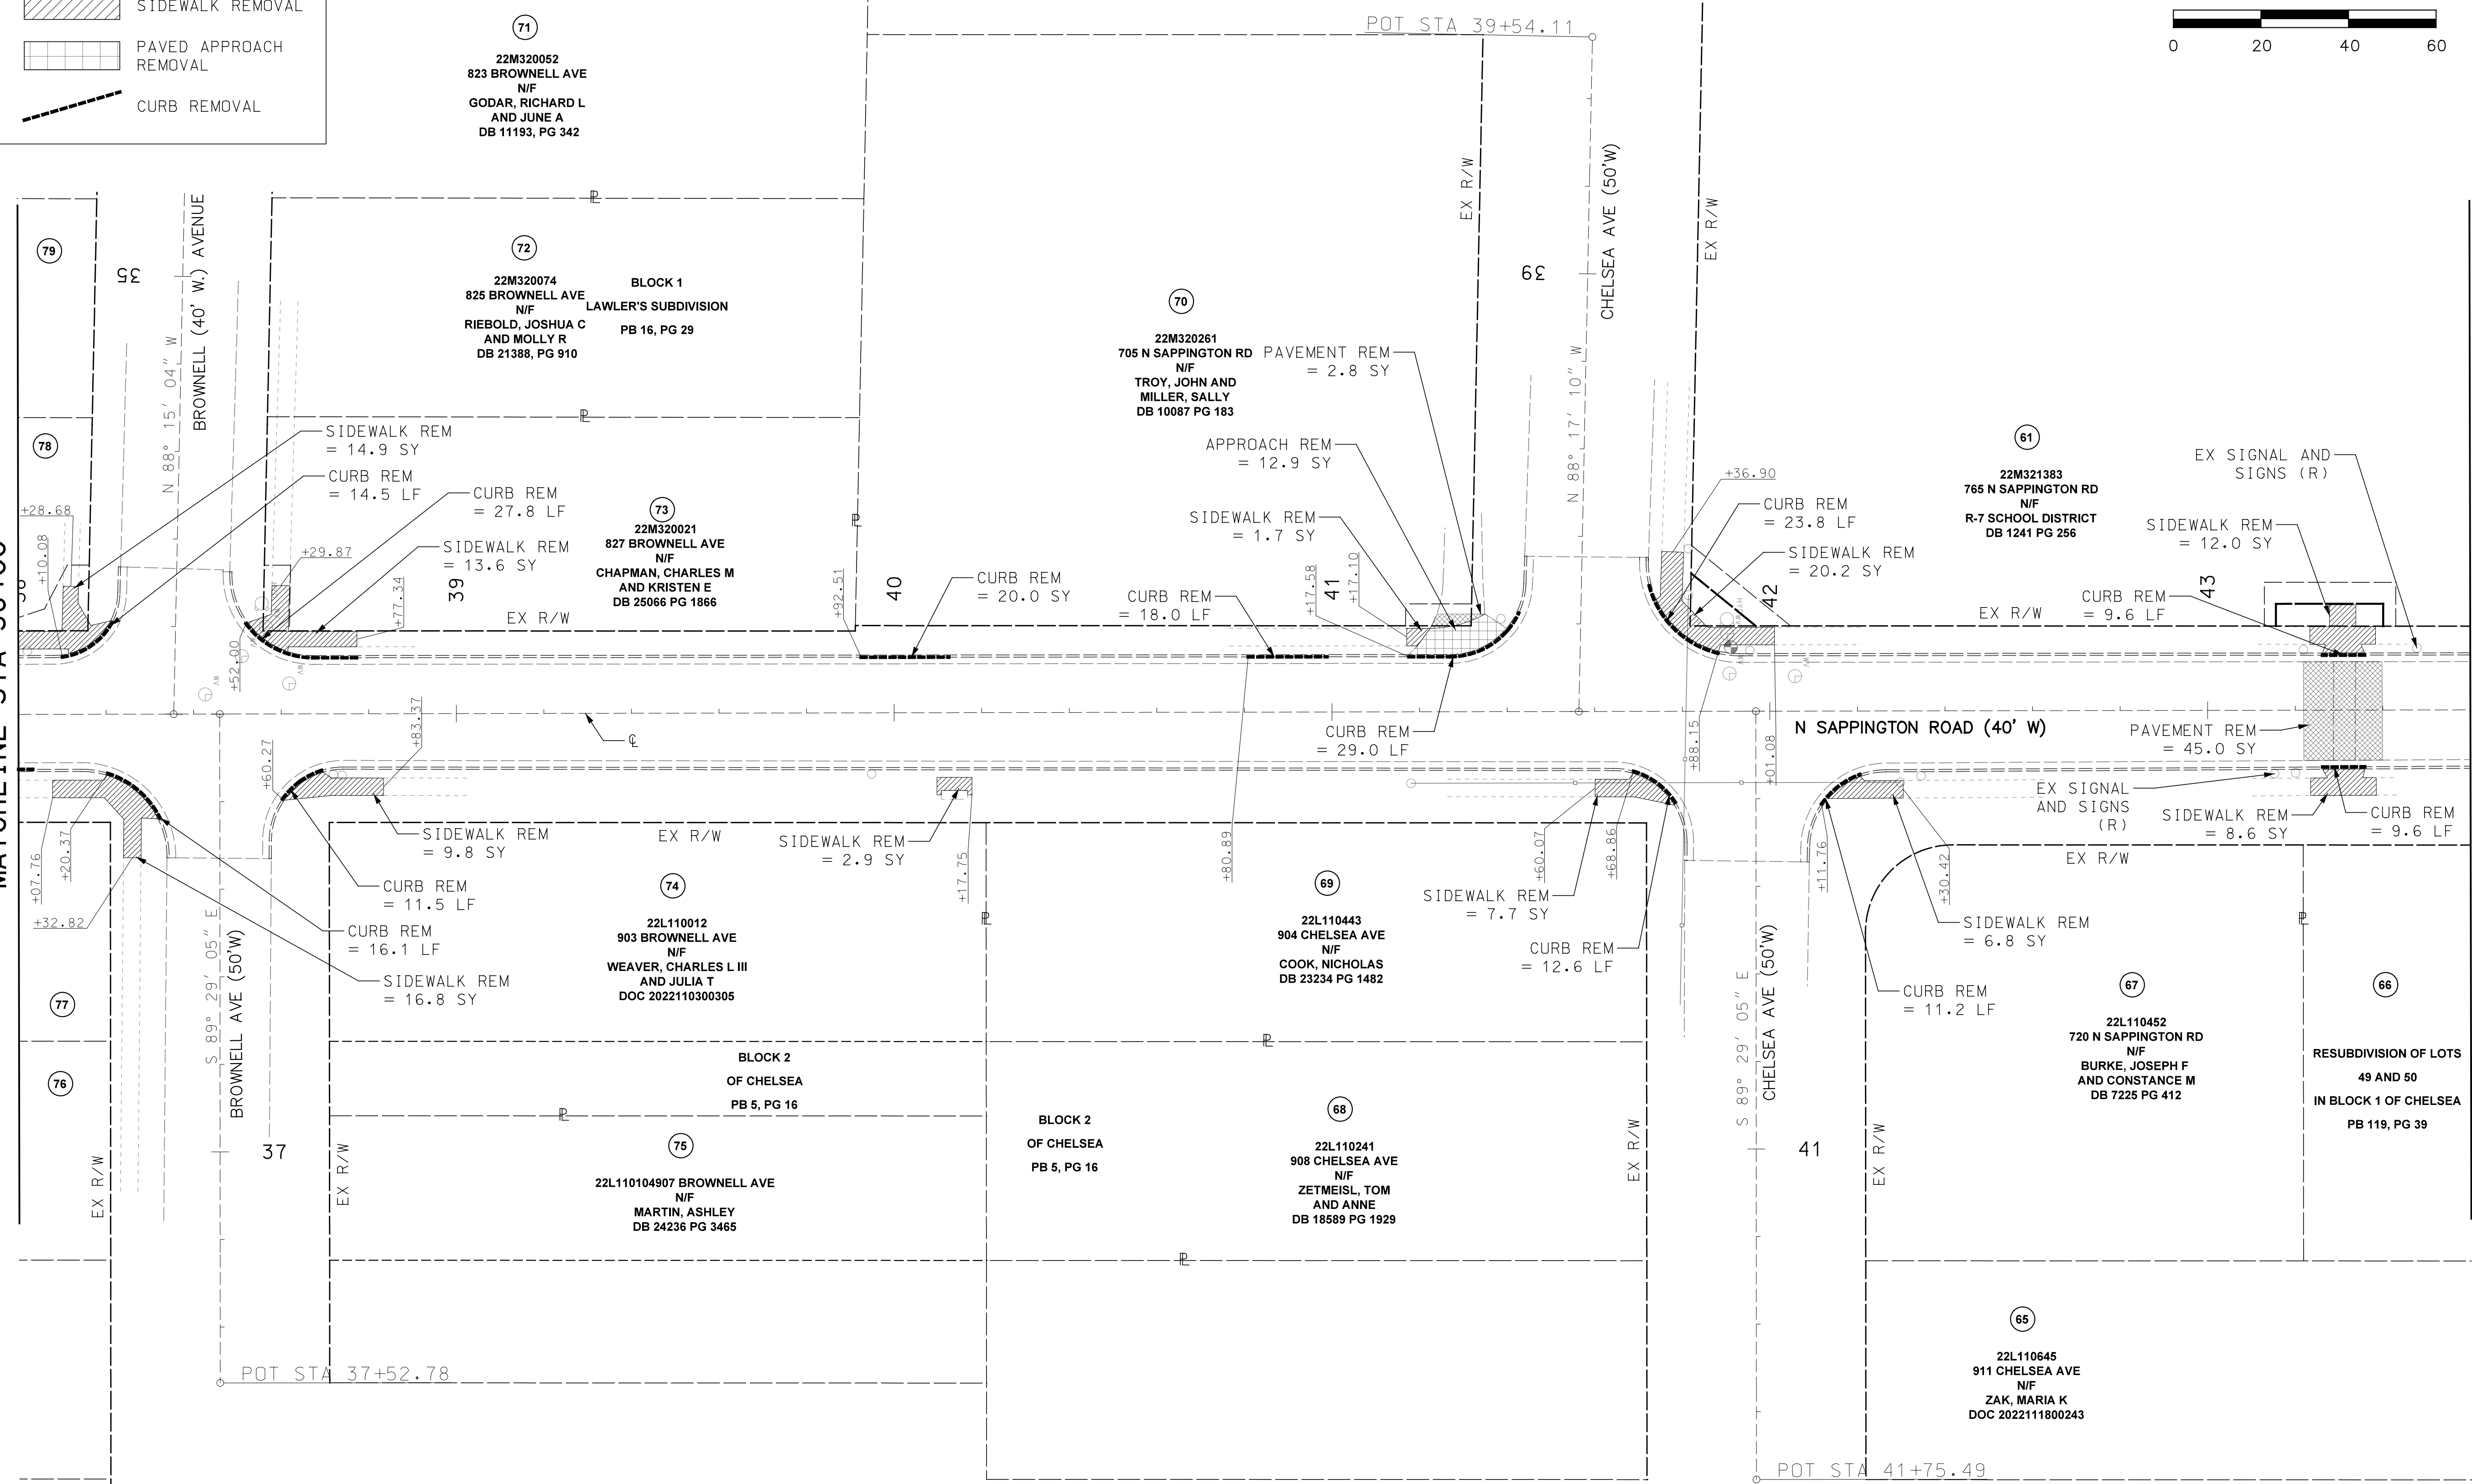 SIDEWALK REMOVAL
PAVED APPROACH
REMOVAL
CURB REMOVAL
0 20 40 60
POT STA 39+54.11
71
22M320052
823 BROWNELL AVE
N/F
GODAR, RICHARD L
AND JUNE A
DB 11193, PG 342
79
35
N 88° 15' 04" W
BROWNELL (40' W.) AVENUE
72
22M320074
825 BROWNELL AVE
N/F
RIEBOLD, JOSHUA C
AND MOLLY R
DB 21388, PG 910
BLOCK 1
LAWLER'S SUBDIVISION
PB 16, PG 29
70
22M320261
705 N SAPPINGTON RD
N/F
TROY, JOHN AND
MILLER, SALLY
DB 10087 PG 183
EX R/W
39
N 88° 17' 10" W
CHELSEA AVE (50'W)
EX R/W
61
22M321383
765 N SAPPINGTON RD
N/F
R-7 SCHOOL DISTRICT
DB 1241 PG 256
78
SIDEWALK REM
= 14.9 SY
CURB REM
= 14.5 LF
CURB REM
= 27.8 LF
SIDEWALK REM
= 13.6 SY
+28.68
+10.08
+29.87
+52.00
+77.34
39
73
22M320021
827 BROWNELL AVE
N/F
CHAPMAN, CHARLES M
AND KRISTEN E
DB 25066 PG 1866
EX R/W
+92.51
40
CURB REM
= 20.0 SY
CURB REM
= 18.0 LF
PAVEMENT REM
= 2.8 SY
APPROACH REM
= 12.9 SY
SIDEWALK REM
= 1.7 SY
+17.58
41
+17.10
CURB REM
= 29.0 LF
+36.90
CURB REM
= 23.8 LF
SIDEWALK REM
= 20.2 SY
42
EX R/W
43
EX SIGNAL AND
SIGNS (R)
SIDEWALK REM
= 12.0 SY
CURB REM
= 9.6 LF
WV
WV
HV
WV
WV
+88.15
+01.08
N SAPPINGTON ROAD (40' W)
PAVEMENT REM
= 45.0 SY
EX SIGNAL
AND SIGNS
(R)
SIDEWALK REM
= 8.6 SY
CURB REM
= 9.6 LF
+07.76
+20.37
+32.82
+60.27
+83.37
SIDEWALK REM
= 9.8 SY
CURB REM
= 11.5 LF
CURB REM
= 16.1 LF
SIDEWALK REM
= 16.8 SY
EX R/W
SIDEWALK REM
= 2.9 SY
+17.75
+80.89
+60.07
+68.86
SIDEWALK REM
= 7.7 SY
CURB REM
= 12.6 LF
+11.76
+30.42
SIDEWALK REM
= 6.8 SY
CURB REM
= 11.2 LF
EX R/W
77
76
EX R/W
S 89° 29' 05" E
BROWNELL AVE (50'W)
37
EX R/W
POT STA 37+52.78
74
22L110012
903 BROWNELL AVE
N/F
WEAVER, CHARLES L III
AND JULIA T
DOC 2022110300305
BLOCK 2
OF CHELSEA
PB 5, PG 16
75
22L110104907 BROWNELL AVE
N/F
MARTIN, ASHLEY
DB 24236 PG 3465
69
22L110443
904 CHELSEA AVE
N/F
COOK, NICHOLAS
DB 23234 PG 1482
BLOCK 2
OF CHELSEA
PB 5, PG 16
68
22L110241
908 CHELSEA AVE
N/F
ZETMEISL, TOM
AND ANNE
DB 18589 PG 1929
EX R/W
S 89° 29' 05" E
CHELSEA AVE (50'W)
41
EX R/W
67
22L110452
720 N SAPPINGTON RD
N/F
BURKE, JOSEPH F
AND CONSTANCE M
DB 7225 PG 412
66
RESUBDIVISION OF LOTS
49 AND 50
IN BLOCK 1 OF CHELSEA
PB 119, PG 39
65
22L110645
911 CHELSEA AVE
N/F
ZAK, MARIA K
DOC 2022111800243
POT STA 41+75.49